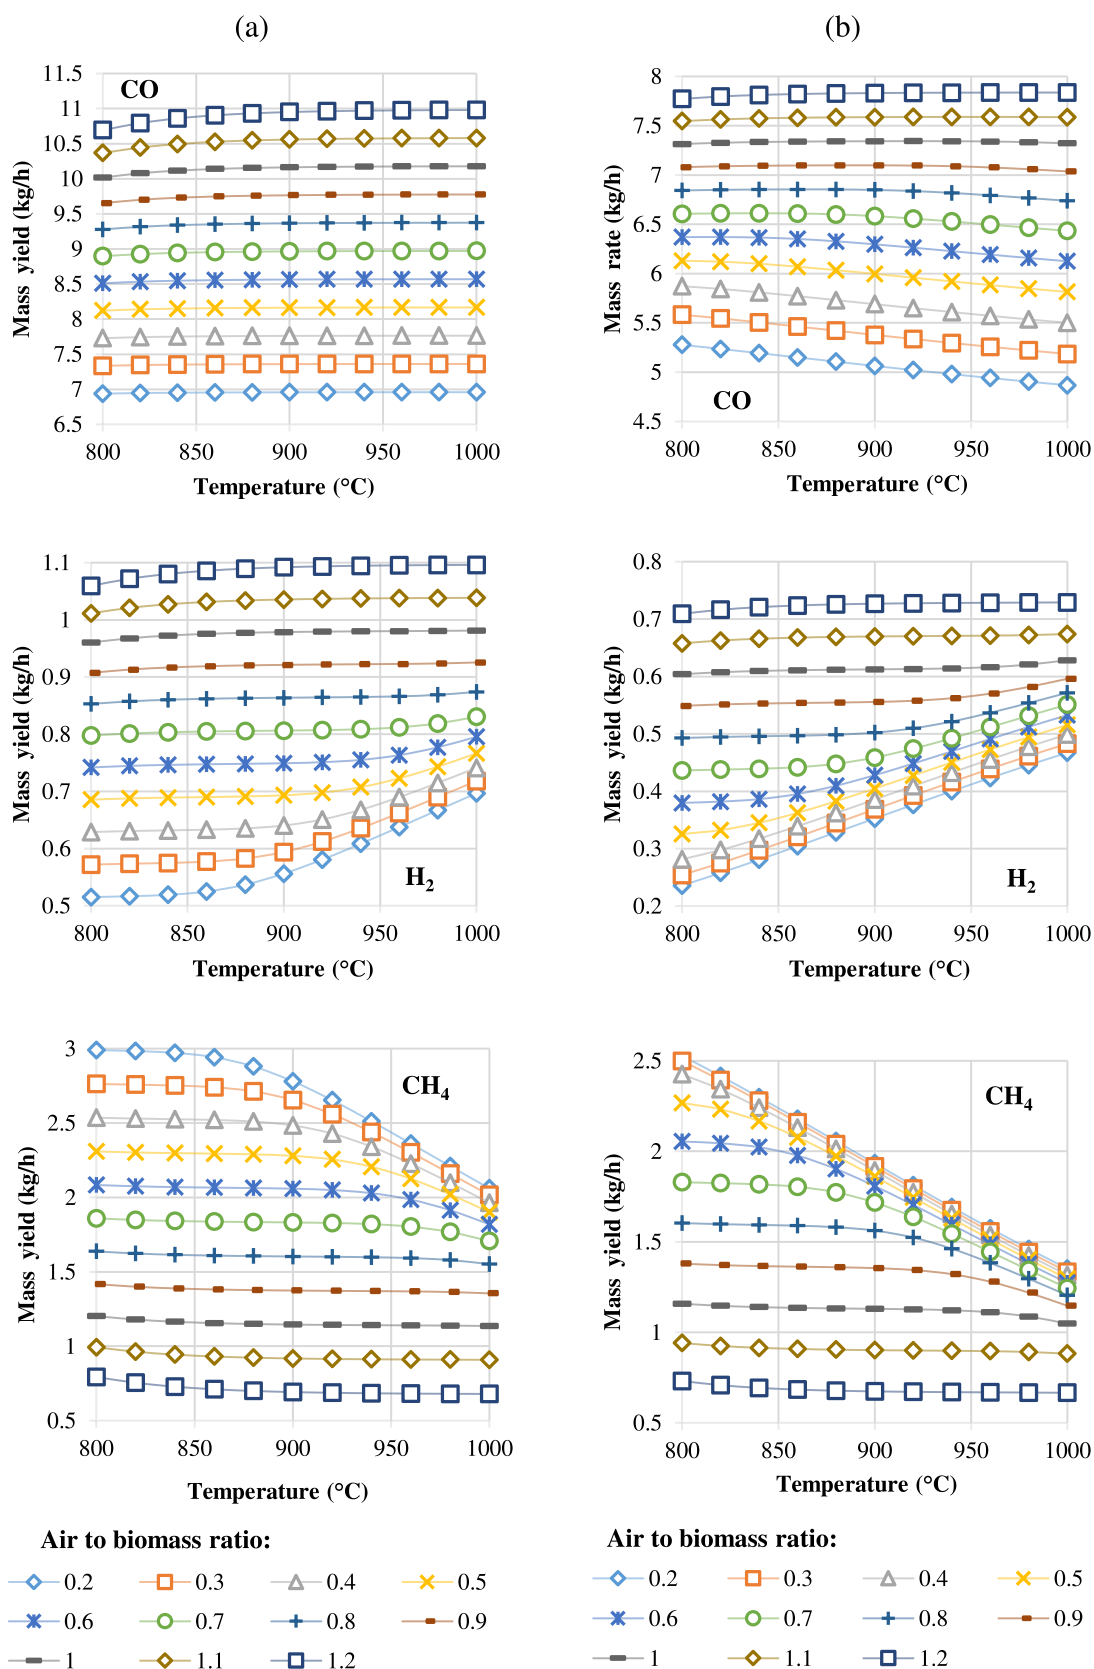 (a)
(b)
CO
11.5
11
10.5
10
9.5
9
8.5
8
7.5
7
6.5
Mass yield (kg/h)
800 850 900 950 1000
Temperature (°C)
8
7.5
7
6.5
6
5.5
5
4.5
Mass rate (kg/h)
CO
800 850 900 950 1000
Temperature (°C)
1.1
1
0.9
0.8
0.7
0.6
0.5
Mass yield (kg/h)
H2
800 850 900 950 1000
Temperature (°C)
0.8
0.7
0.6
0.5
0.4
0.3
0.2
Mass yield (kg/h)
H2
800 850 900 950 1000
Temperature (°C)
3
2.5
2
1.5
1
0.5
Mass yield (kg/h)
CH4
800 850 900 950 1000
Temperature (°C)
2.5
2
1.5
1
0.5
Mass yield (kg/h)
CH4
800 850 900 950 1000
Temperature (°C)
Air to biomass ratio:
0.2 0.3 0.4 0.5
0.6 0.7 0.8 0.9
1 1.1 1.2
Air to biomass ratio:
0.2 0.3 0.4 0.5
0.6 0.7 0.8 0.9
1 1.1 1.2